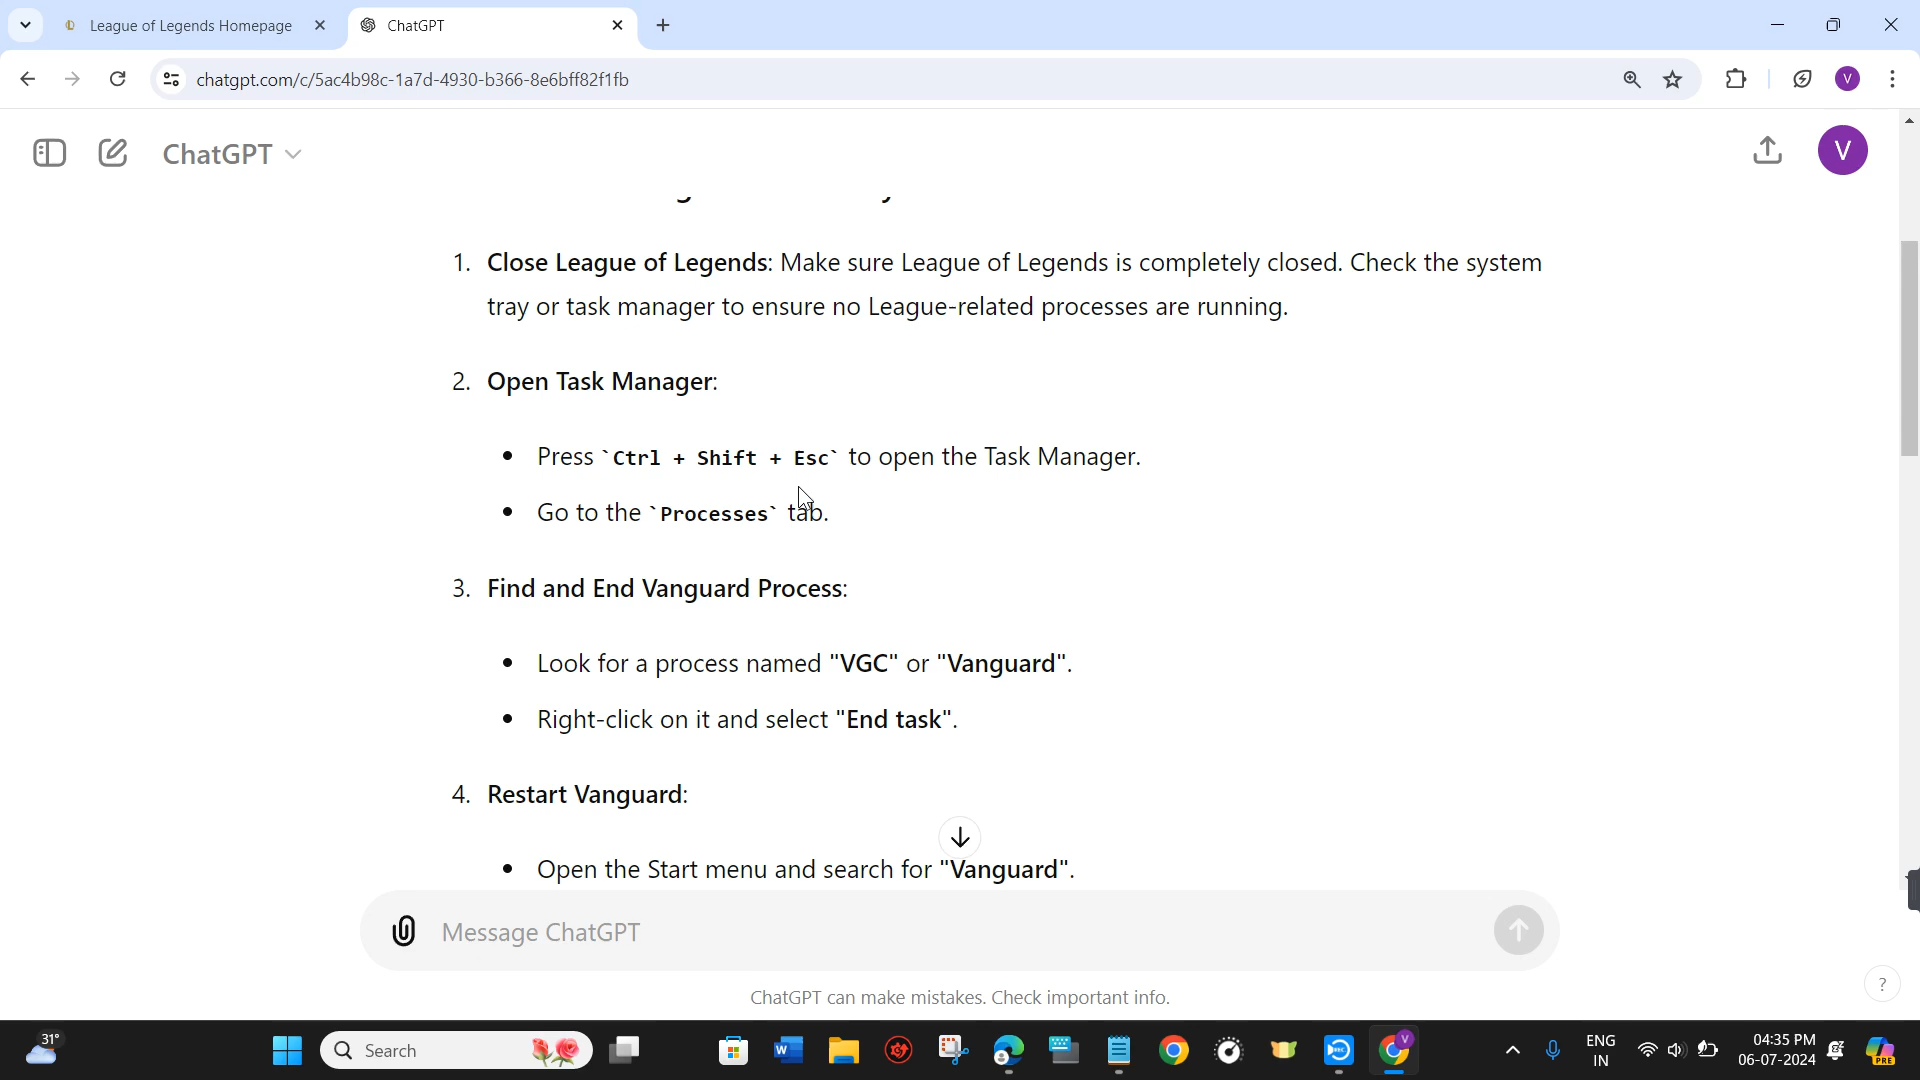 League of Legends Homepage
ChatGPT
chatgpt.com/c/5ac4b98c-1a7d-4930-b366-8e6bff82f1fb
V
ChatGPT
V
1. Close League of Legends: Make sure League of Legends is completely closed. Check the system
tray or task manager to ensure no League-related processes are running.
2. Open Task Manager:
• Press `Ctrl + Shift + Esc` to open the Task Manager.
• Go to the `Processes` tab.
3. Find and End Vanguard Process:
• Look for a process named "VGC" or "Vanguard".
• Right-click on it and select "End task".
4. Restart Vanguard:
• Open the Start menu and search for "Vanguard".
Message ChatGPT
ChatGPT can make mistakes. Check important info.
?
31°
Search
ENG
IN
04:35 PM
06-07-2024